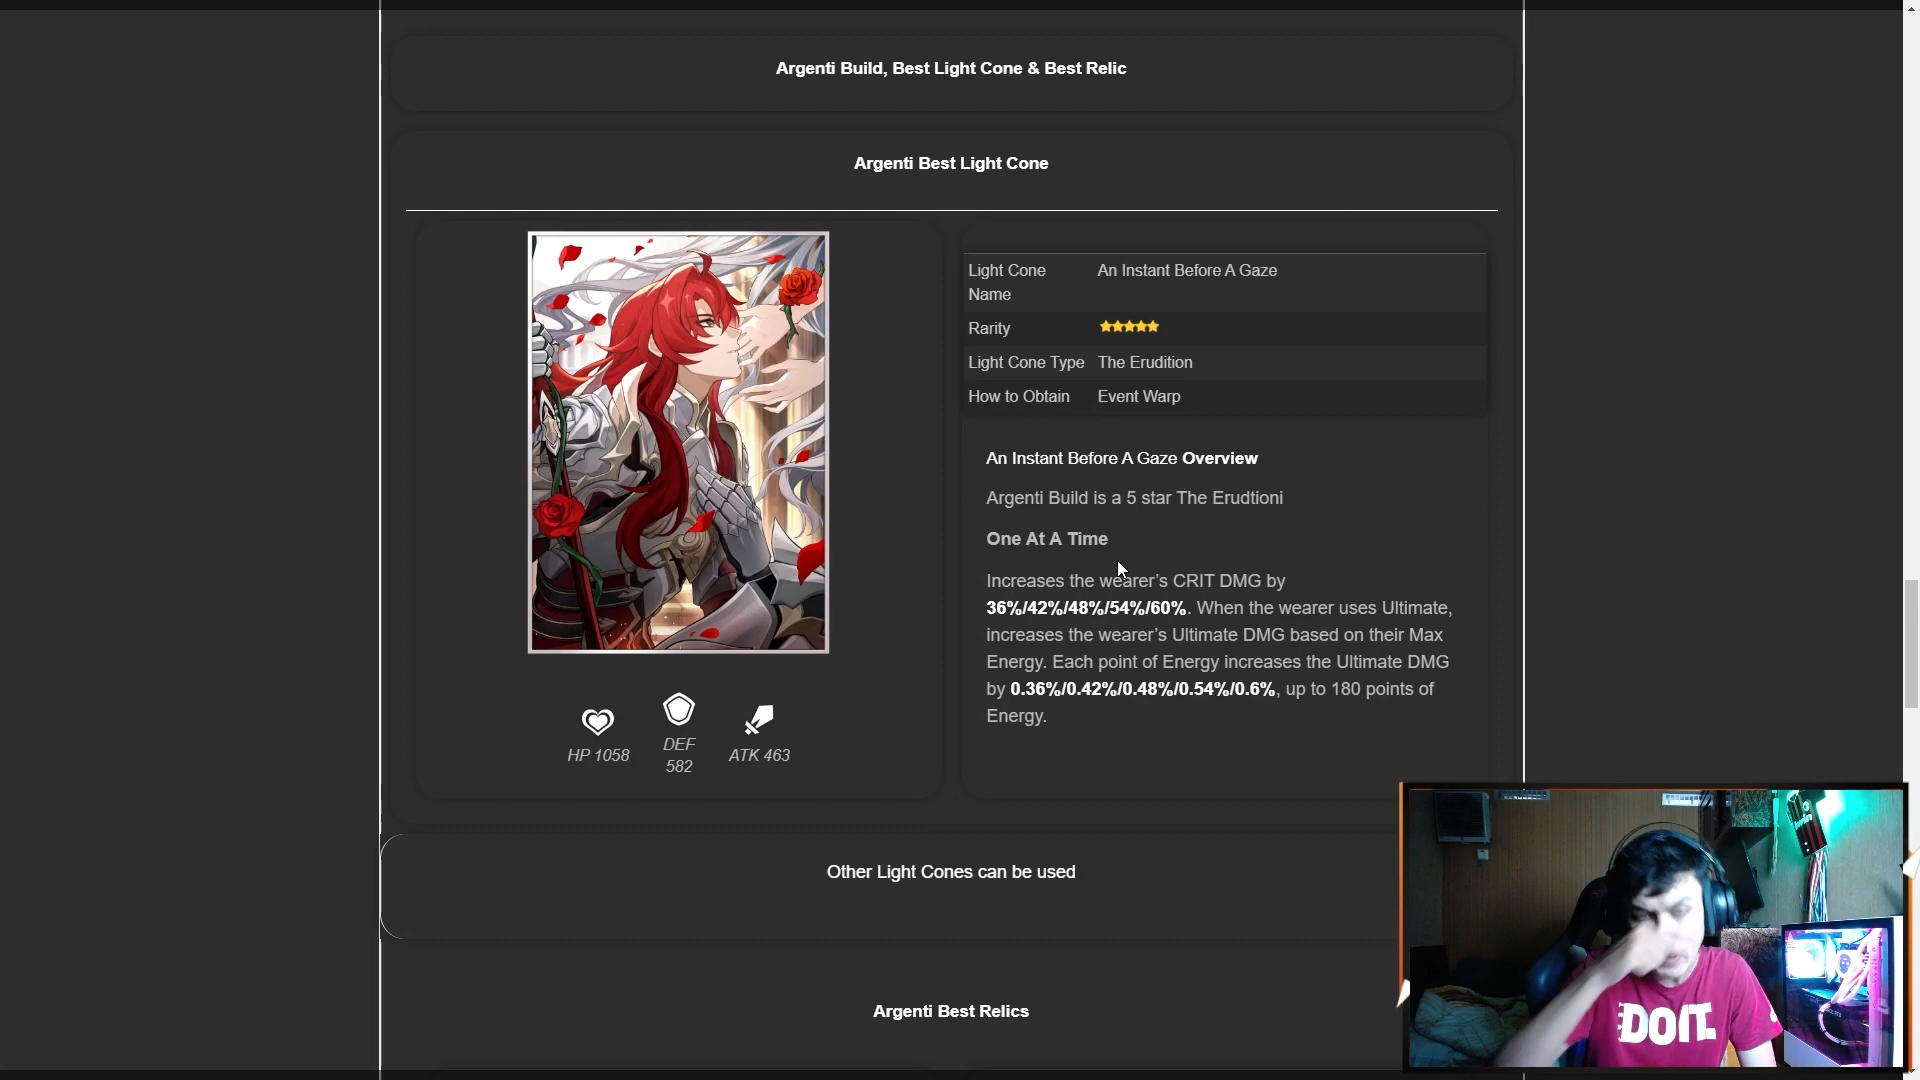 Argenti Build, Best Light Cone & Best Relic
Argenti Best Light Cone
Light Cone
Name
An Instant Before A Gaze
Rarity
Light Cone Type
The Erudition
How to Obtain
Event Warp
An Instant Before A Gaze Overview
Argenti Build is a 5 star The Erudtioni
One At A Time
Increases the wearer’s CRIT DMG by
36%/42%/48%/54%/60%. When the wearer uses Ultimate,
increases the wearer’s Ultimate DMG based on their Max
Energy. Each point of Energy increases the Ultimate DMG
by 0.36%/0.42%/0.48%/0.54%/0.6%, up to 180 points of
Energy.
HP 1058
DEF
582
ATK 463
Other Light Cones can be used
Argenti Best Relics
DO IT.